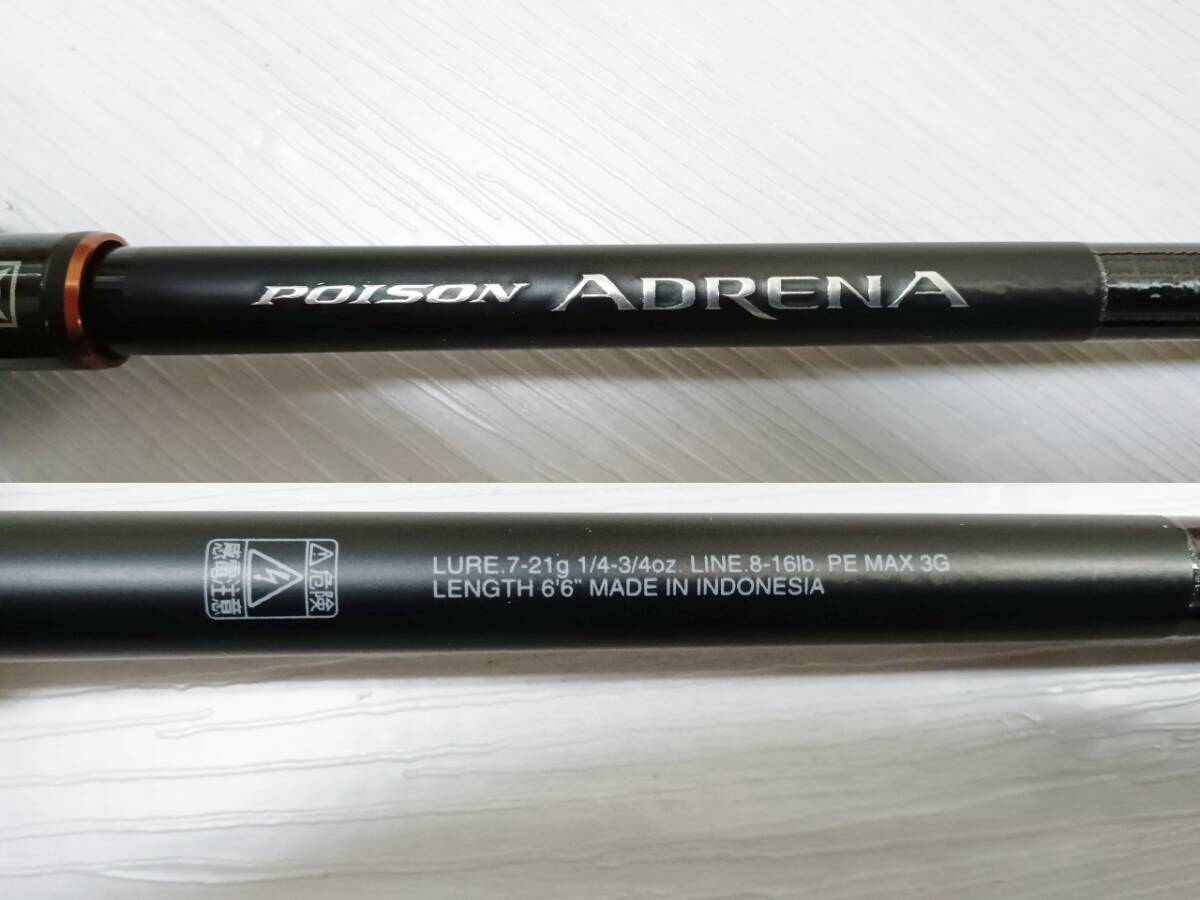 POISON ADRENA
危険
感電注意
LURE.7-21g 1/4-3/4oz. LINE.8-16lb. PE MAX 3G
LENGTH 6'6" MADE IN INDONESIA